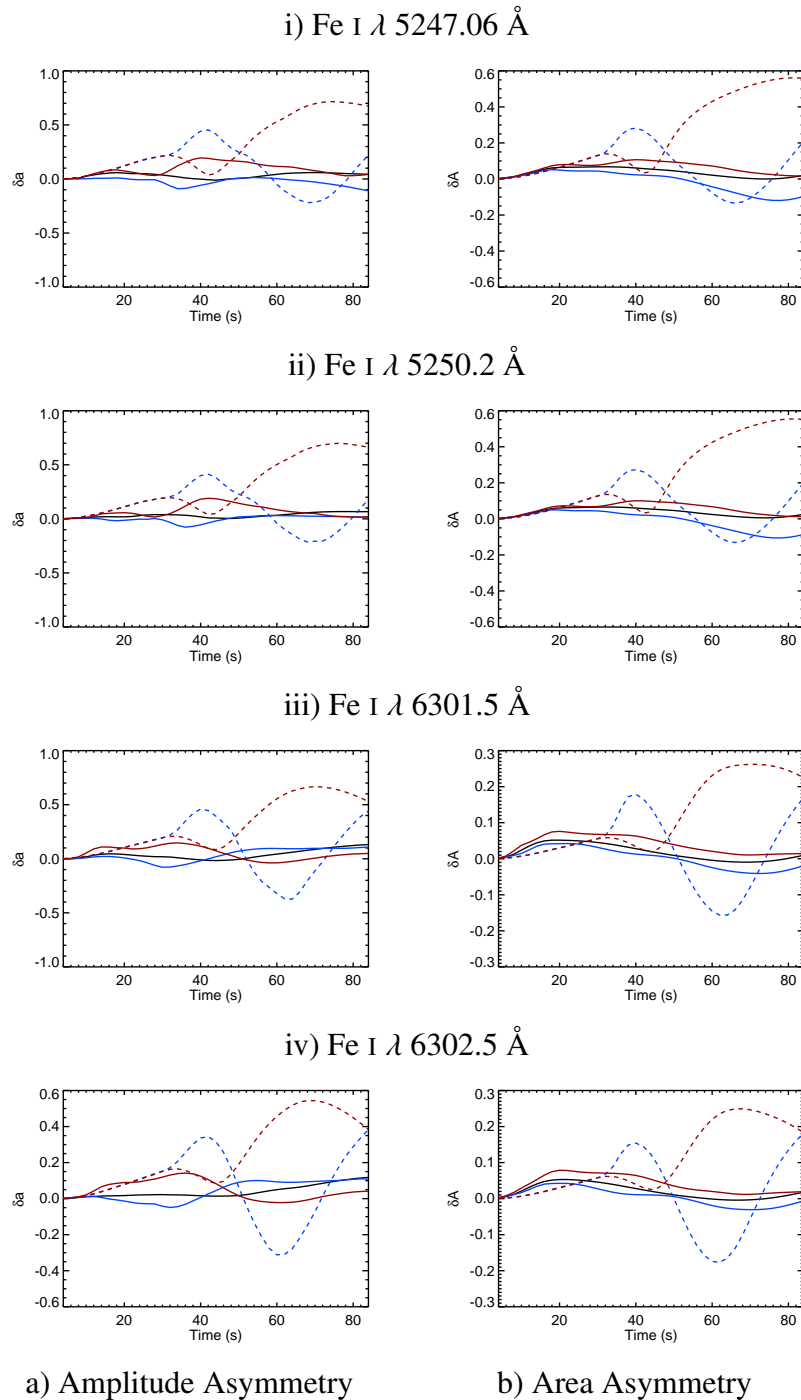 i) Fe I λ 5247.06 Å
1.0
0.5
0.0
-0.5
-1.0
δa
20 40 60 80
Time (s)
0.6
0.4
0.2
0.0
-0.2
-0.4
-0.6
δA
20 40 60 80
Time (s)
ii) Fe I λ 5250.2 Å
1.0
0.5
0.0
-0.5
-1.0
δa
20 40 60 80
Time (s)
0.6
0.4
0.2
0.0
-0.2
-0.4
-0.6
δA
20 40 60 80
Time (s)
iii) Fe I λ 6301.5 Å
1.0
0.5
0.0
-0.5
-1.0
δa
20 40 60 80
Time (s)
0.3
0.2
0.1
0.0
-0.1
-0.2
-0.3
δA
20 40 60 80
Time (s)
iv) Fe I λ 6302.5 Å
0.6
0.4
0.2
0.0
-0.2
-0.4
-0.6
δa
20 40 60 80
Time (s)
0.3
0.2
0.1
0.0
-0.1
-0.2
-0.3
δA
20 40 60 80
Time (s)
a) Amplitude Asymmetry
b) Area Asymmetry